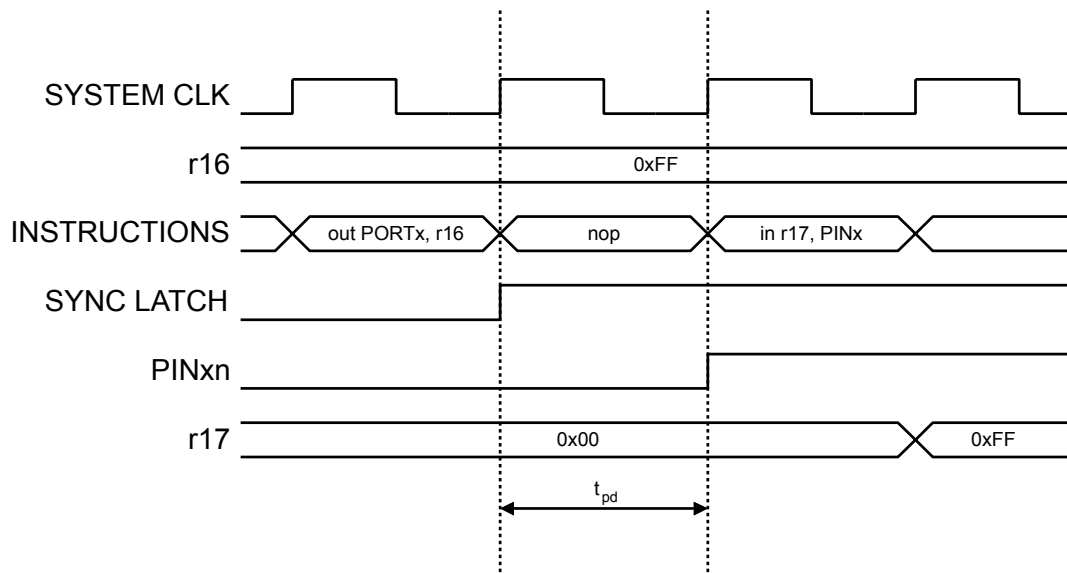 SYSTEM CLK
r16
0xFF
INSTRUCTIONS
out PORTx, r16
nop
in r17, PINx
SYNC LATCH
PINxn
r17
0x00
0xFF
tpd